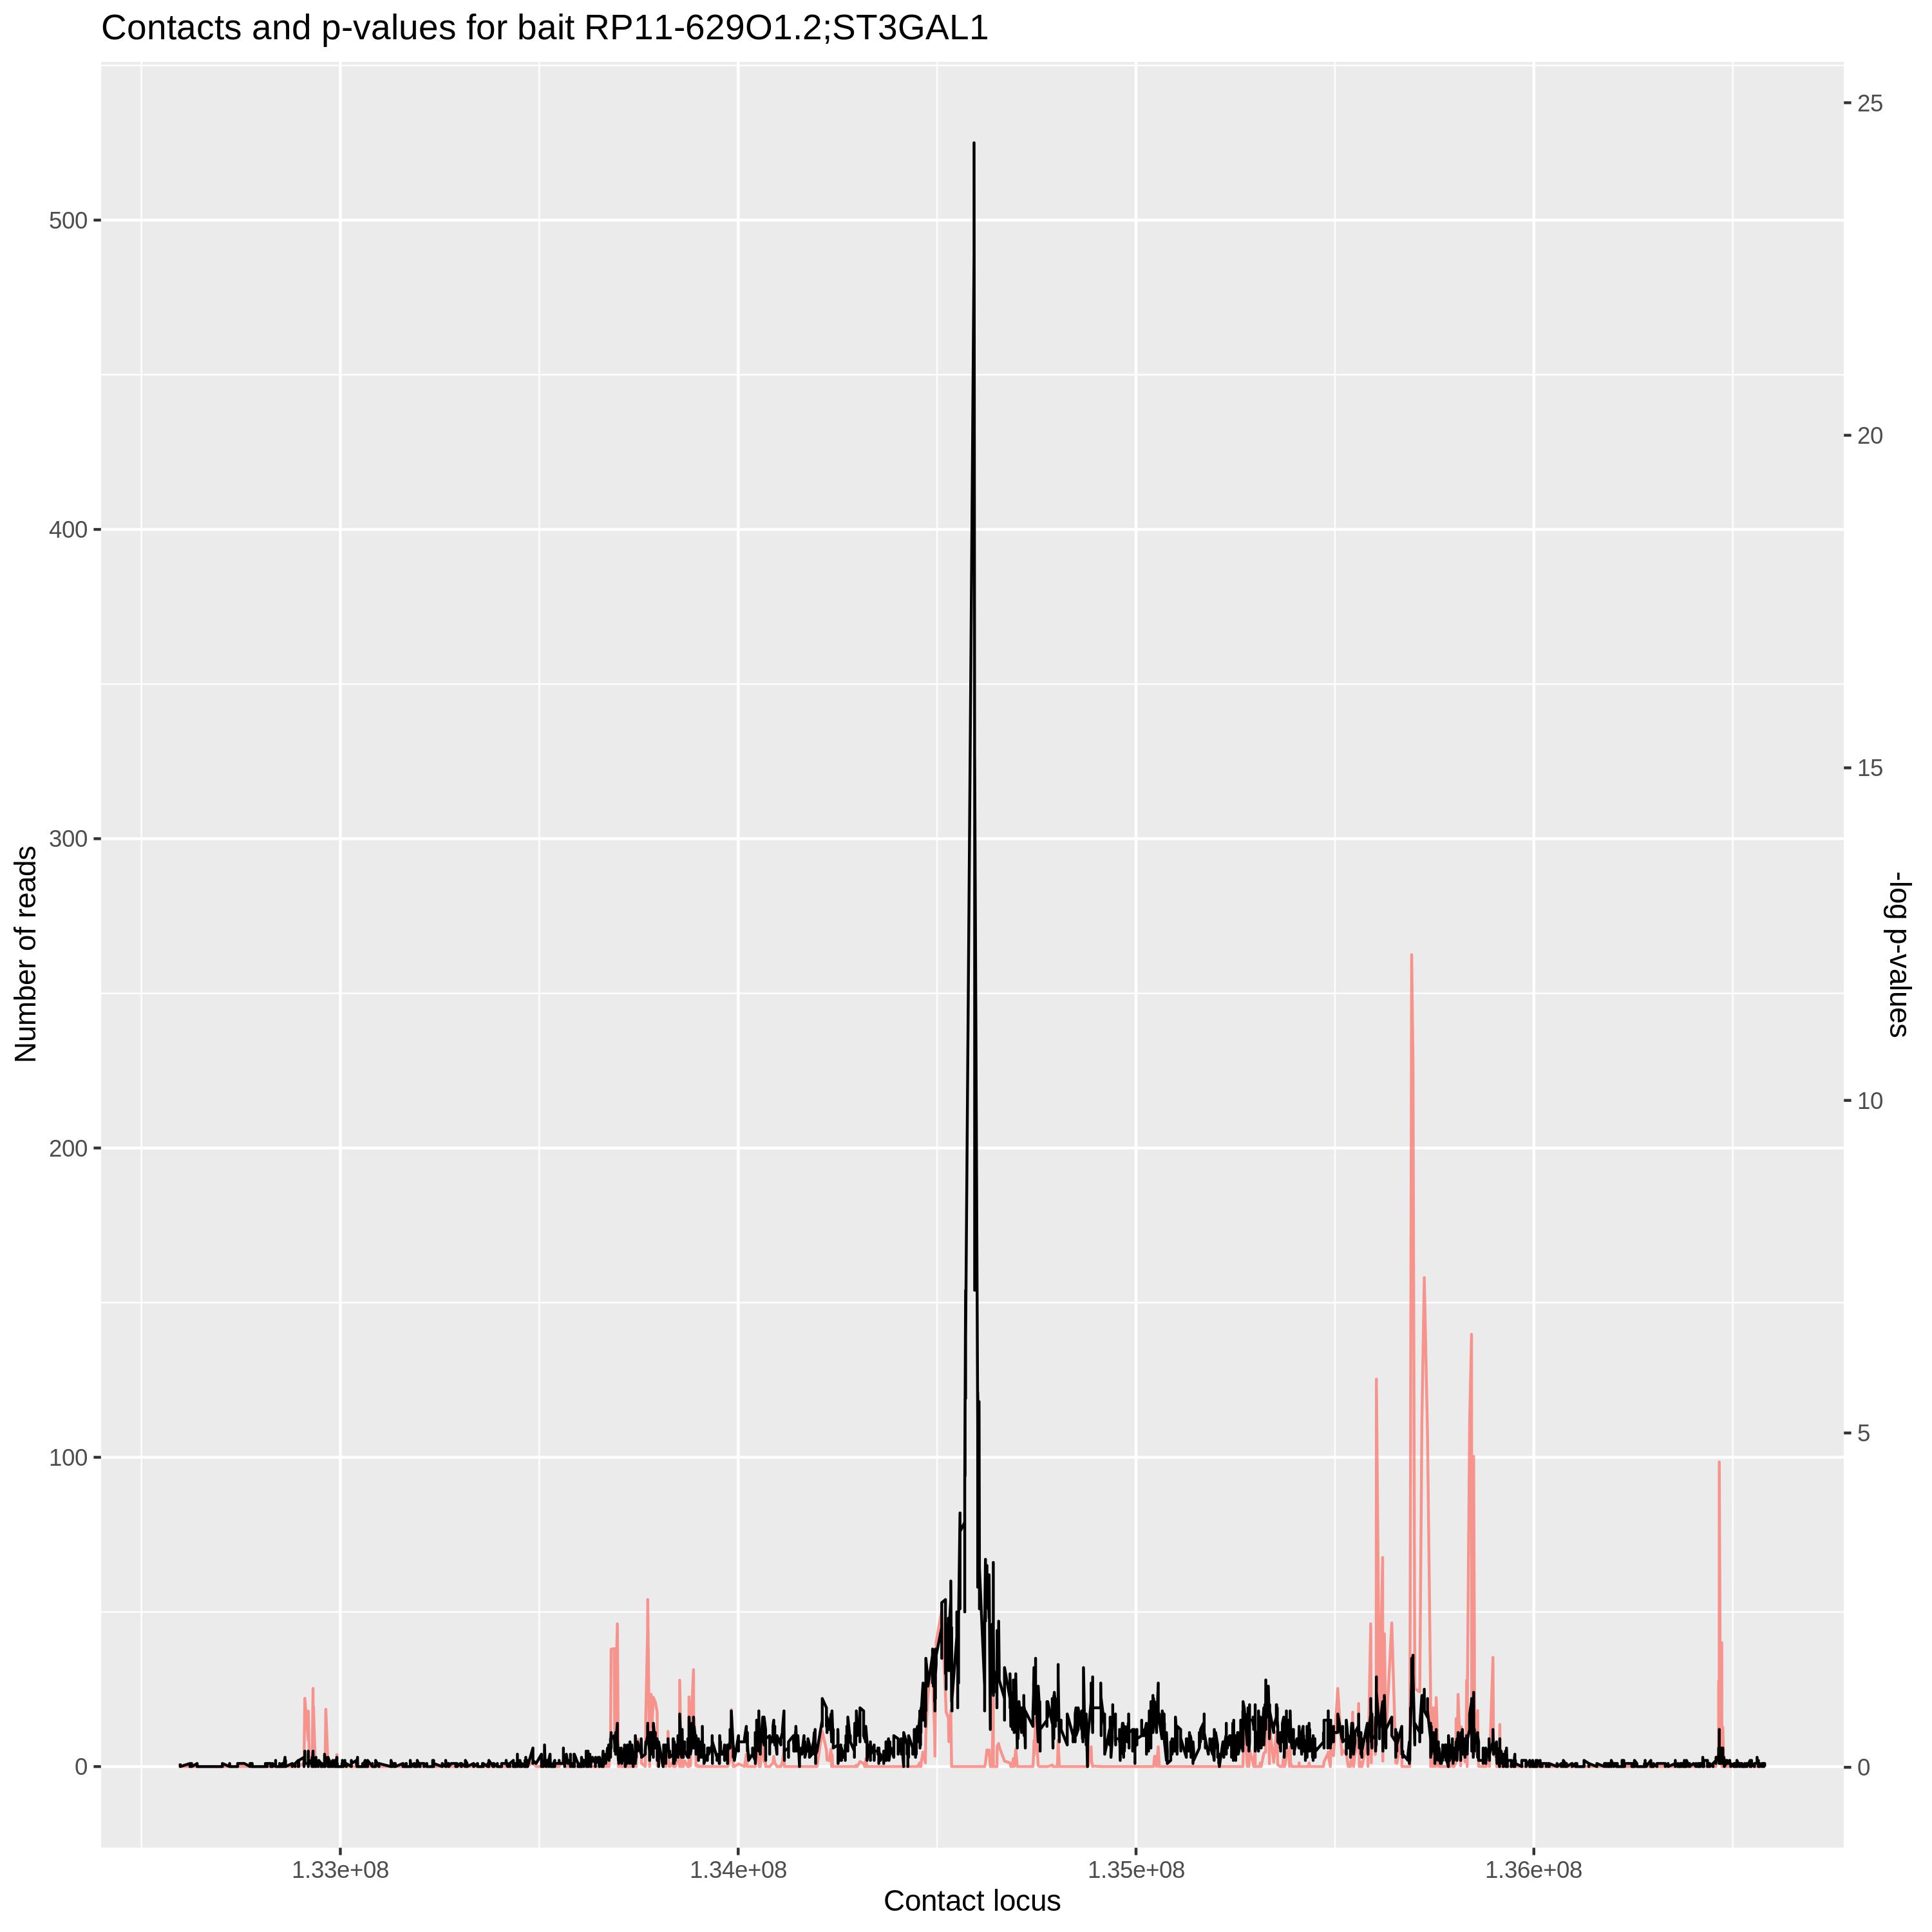 Contacts and p-values for bait RP11-629O1.2;ST3GAL1
25
500
20
400
15
300
Number of reads
-log p-values
10
200
5
100
0
0
1.33e+08
1.34e+08
1.35e+08
1.36e+08
Contact locus